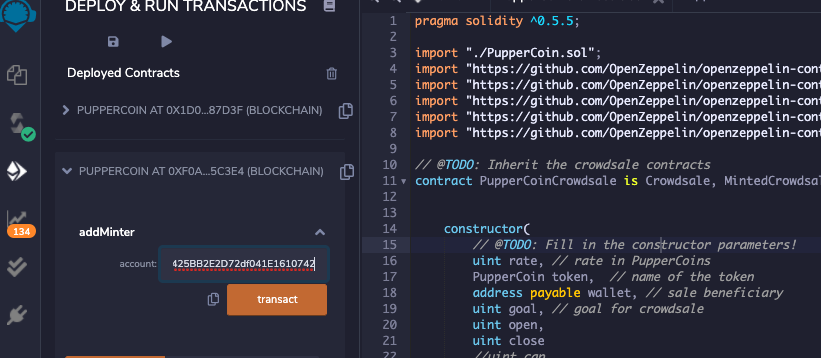 DEPLOY & RUN TRANSACTIONS
Deployed Contracts
PUPPERCOIN AT 0X1D0...87D3F (BLOCKCHAIN)
PUPPERCOIN AT 0XF0A...5C3E4 (BLOCKCHAIN)
134
addMinter
account:
425BB2E2D72df041E1610742
transact
1 pragma solidity ^0.5.5;
2
3 import "./PupperCoin.sol";
4 import "https://github.com/OpenZeppelin/openzeppelin-cont
5 import "https://github.com/OpenZeppelin/openzeppelin-cont
6 import "https://github.com/OpenZeppelin/openzeppelin-cont
7 import "https://github.com/OpenZeppelin/openzeppelin-cont
8 import "https://github.com/OpenZeppelin/openzeppelin-cont
9
10 // @TODO: Inherit the crowdsale contracts
11 contract PupperCoinCrowdsale is Crowdsale, MintedCrowdsal
12
13
14 constructor(
15 // @TODO: Fill in the constructor parameters!
16 uint rate, // rate in PupperCoins
17 PupperCoin token, // name of the token
18 address payable wallet, // sale beneficiary
19 uint goal, // goal for crowdsale
20 uint open,
21 uint close
22 //uint cap